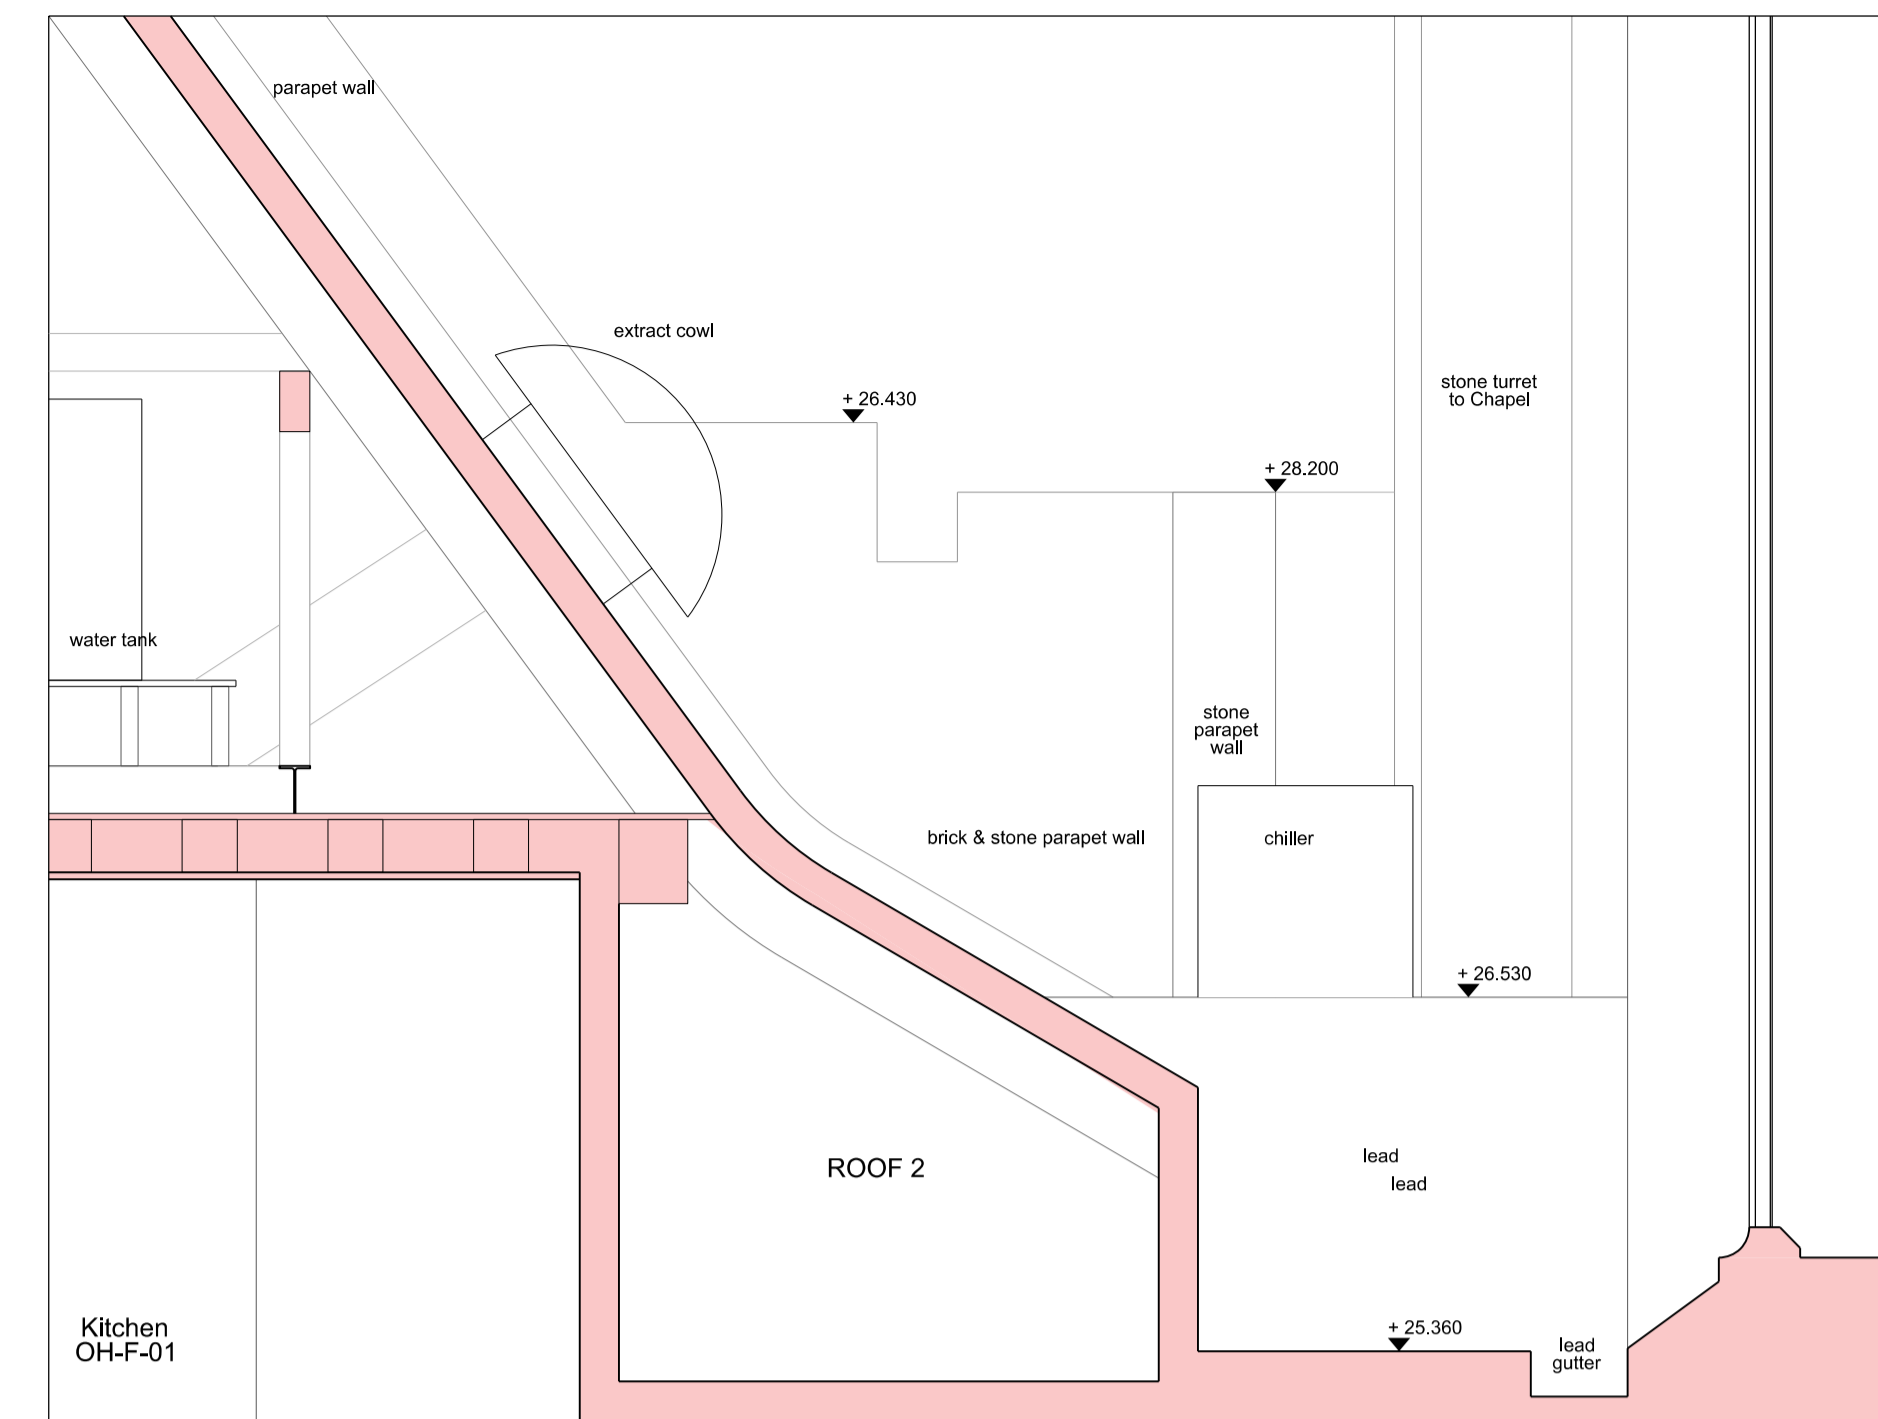 parapet wall
extract cowl
+ 26.430
stone turret
to Chapel
+ 28.200
water tank
stone
parapet
wall
brick & stone parapet wall
chiller
+ 26.530
lead
lead
ROOF 2
Kitchen
OH-F-01
+ 25.360
lead
gutter